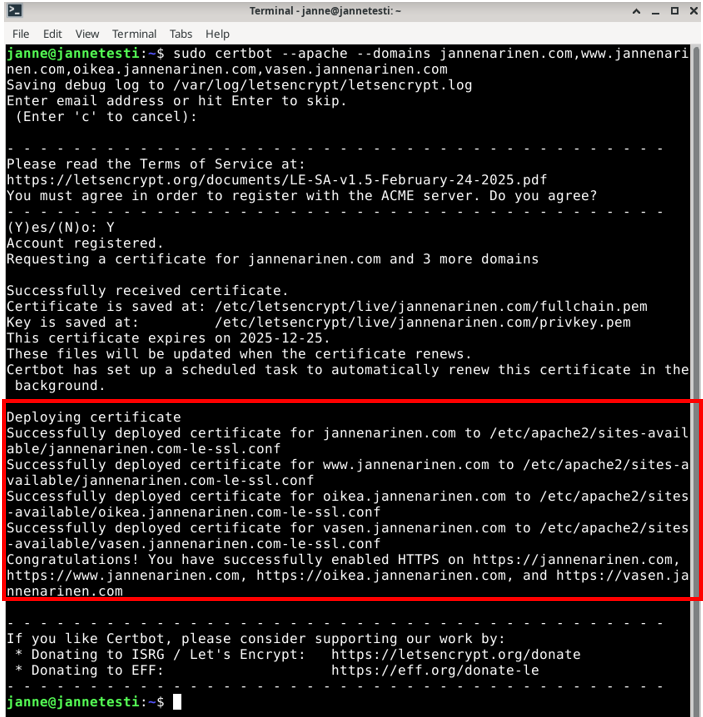 Terminal - janne@jannetesti: ~
File Edit View Terminal Tabs Help
janne@jannetesti:~$ sudo certbot --apache --domains jannenarinen.com,www.jannenari
nen.com,oikea.jannenarinen.com,vasen.jannenarinen.com
Saving debug log to /var/log/letsencrypt/letsencrypt.log
Enter email address or hit Enter to skip.
 (Enter 'c' to cancel):
- - - - - - - - - - - - - - - - - - - - - - - - - - - - - - - - - - - - - - - -
Please read the Terms of Service at:
https://letsencrypt.org/documents/LE-SA-v1.5-February-24-2025.pdf
You must agree in order to register with the ACME server. Do you agree?
- - - - - - - - - - - - - - - - - - - - - - - - - - - - - - - - - - - - - - - -
(Y)es/(N)o: Y
Account registered.
Requesting a certificate for jannenarinen.com and 3 more domains
Successfully received certificate.
Certificate is saved at: /etc/letsencrypt/live/jannenarinen.com/fullchain.pem
Key is saved at:         /etc/letsencrypt/live/jannenarinen.com/privkey.pem
This certificate expires on 2025-12-25.
These files will be updated when the certificate renews.
Certbot has set up a scheduled task to automatically renew this certificate in the
 background.
Deploying certificate
Successfully deployed certificate for jannenarinen.com to /etc/apache2/sites-avail
able/jannenarinen.com-le-ssl.conf
Successfully deployed certificate for www.jannenarinen.com to /etc/apache2/sites-a
vailable/jannenarinen.com-le-ssl.conf
Successfully deployed certificate for oikea.jannenarinen.com to /etc/apache2/sites
-available/oikea.jannenarinen.com-le-ssl.conf
Successfully deployed certificate for vasen.jannenarinen.com to /etc/apache2/sites
-available/vasen.jannenarinen.com-le-ssl.conf
Congratulations! You have successfully enabled HTTPS on https://jannenarinen.com,
https://www.jannenarinen.com, https://oikea.jannenarinen.com, and https://vasen.ja
nnenarinen.com
- - - - - - - - - - - - - - - - - - - - - - - - - - - - - - - - - - - - - - - -
If you like Certbot, please consider supporting our work by:
 * Donating to ISRG / Let's Encrypt:   https://letsencrypt.org/donate
 * Donating to EFF:                    https://eff.org/donate-le
- - - - - - - - - - - - - - - - - - - - - - - - - - - - - - - - - - - - - - - -
janne@jannetesti:~$